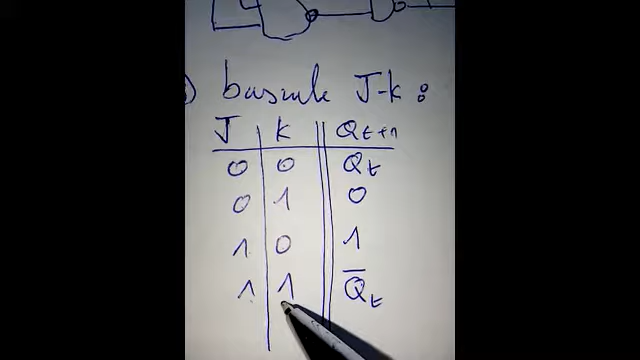 ) bascule J-K :
J K Qt+1
0 0 Qt
0 1 0
1 0 1
1 1 Q̅t